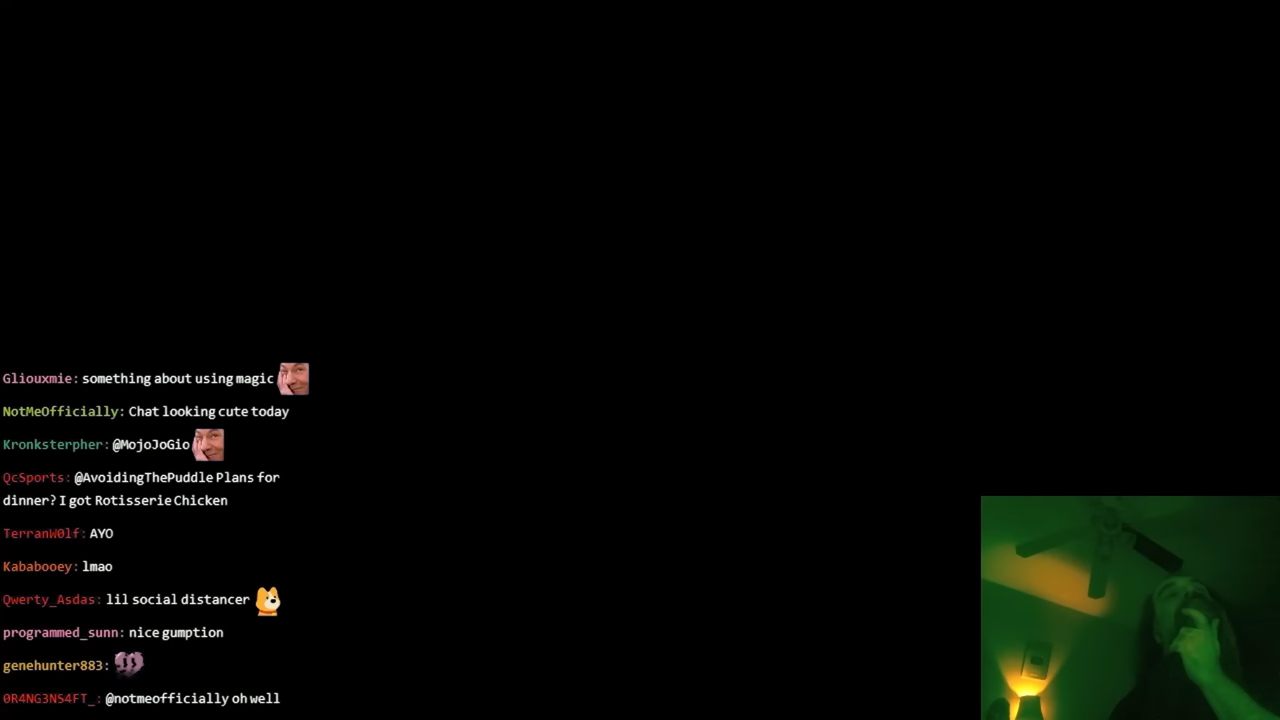 Gliouxmie: something about using magic
NotMeOfficially: Chat looking cute today
Kronksterpher: @MojoJoGio
QcSports: @AvoidingThePuddle Plans for
dinner? I got Rotisserie Chicken
TerranW0lf: AYO
Kababooey: lmao
Qwerty_Asdas: lil social distancer
programmed_sunn: nice gumption
genehunter883:
0R4NG3NS4FT_: @notmeofficially oh well